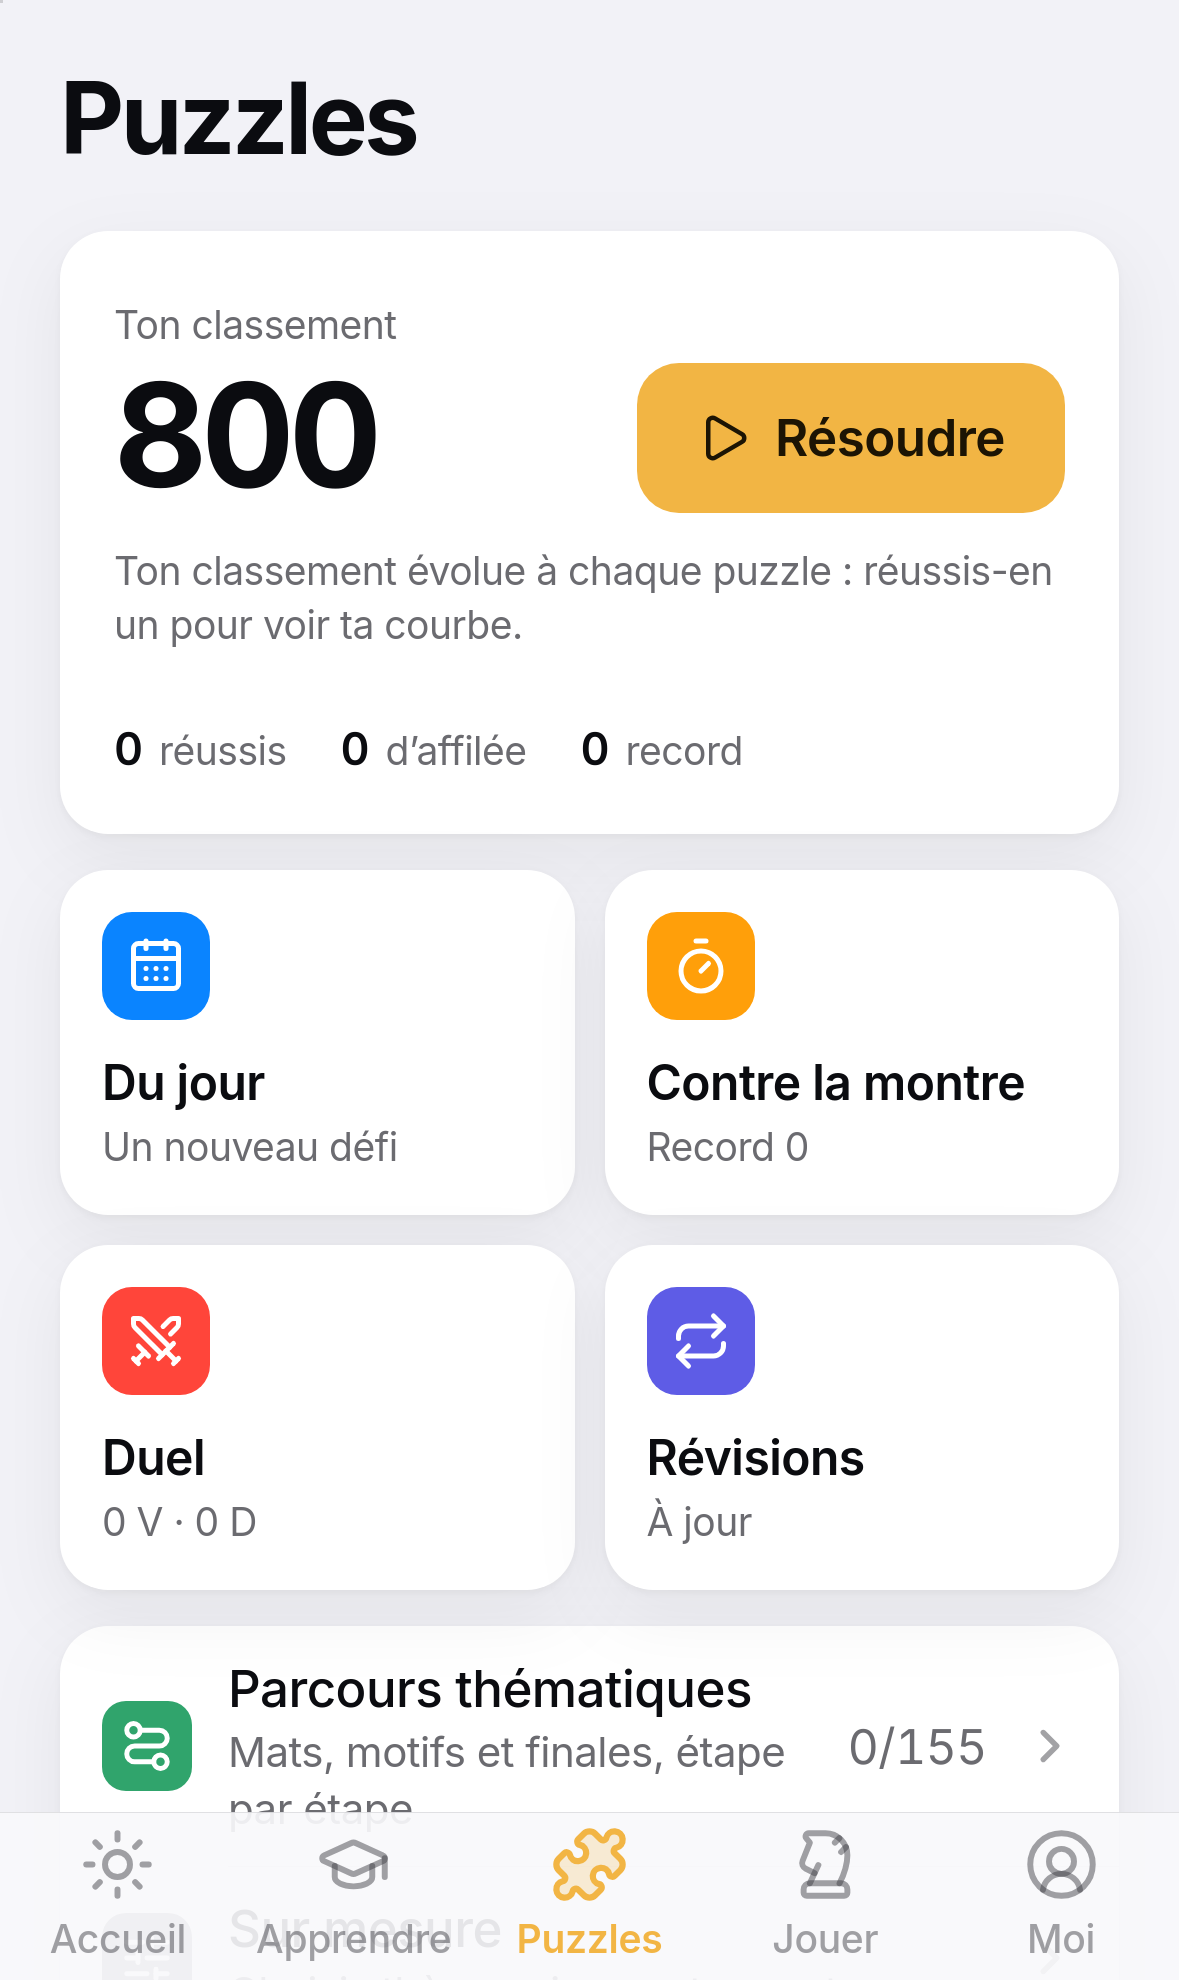 Puzzles
Ton classement
800
Résoudre
Ton classement évolue à chaque puzzle : réussis-en
un pour voir ta courbe.
0 réussis 0 d’affilée 0 record
Du jour
Un nouveau défi
Contre la montre
Record 0
Duel
0 V · 0 D
Révisions
À jour
Parcours thématiques
Mats, motifs et finales, étape
par étape
0/155
Sur mesure
Accueil Apprendre Puzzles Jouer Moi